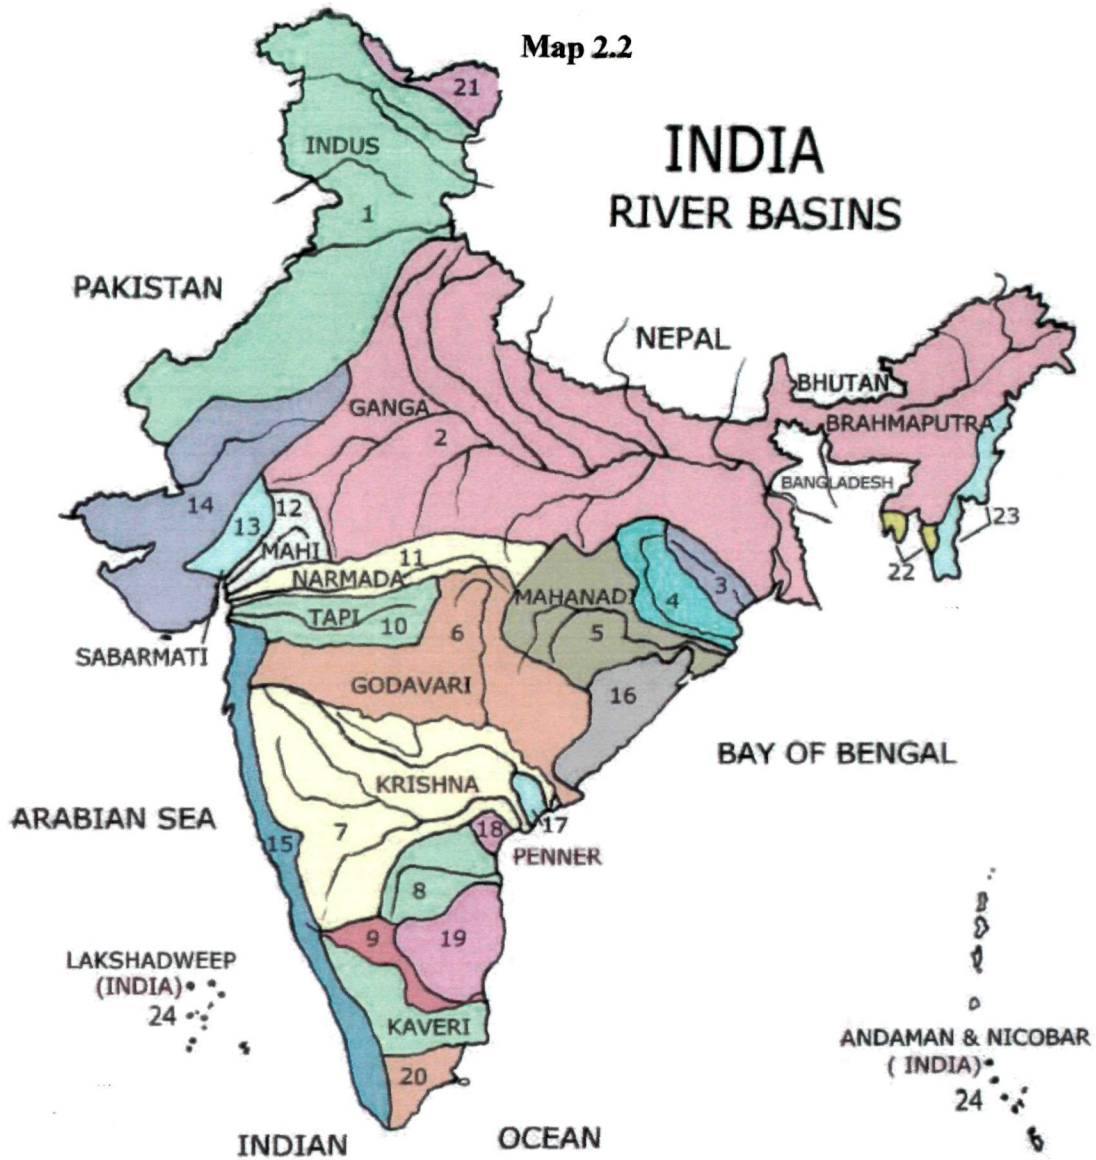 Map 2.2
21
INDIA
RIVER BASINS
INDUS
1
PAKISTAN
NEPAL
BHUTAN
BRAHMAPUTRA
GANGA
2
BANGLADESH
14
13
12
MAHI
11
NARMADA
TAPI
10
SABARMATI
22
23
3
4
MAHANADI
5
6
GODAVARI
16
BAY OF BENGAL
KRISHNA
ARABIAN SEA
7
15
17
18
PENNER
8
9
19
LAKSHADWEEP
(INDIA)
24
KAVERI
20
ANDAMAN & NICOBAR
( INDIA)
24
INDIAN OCEAN